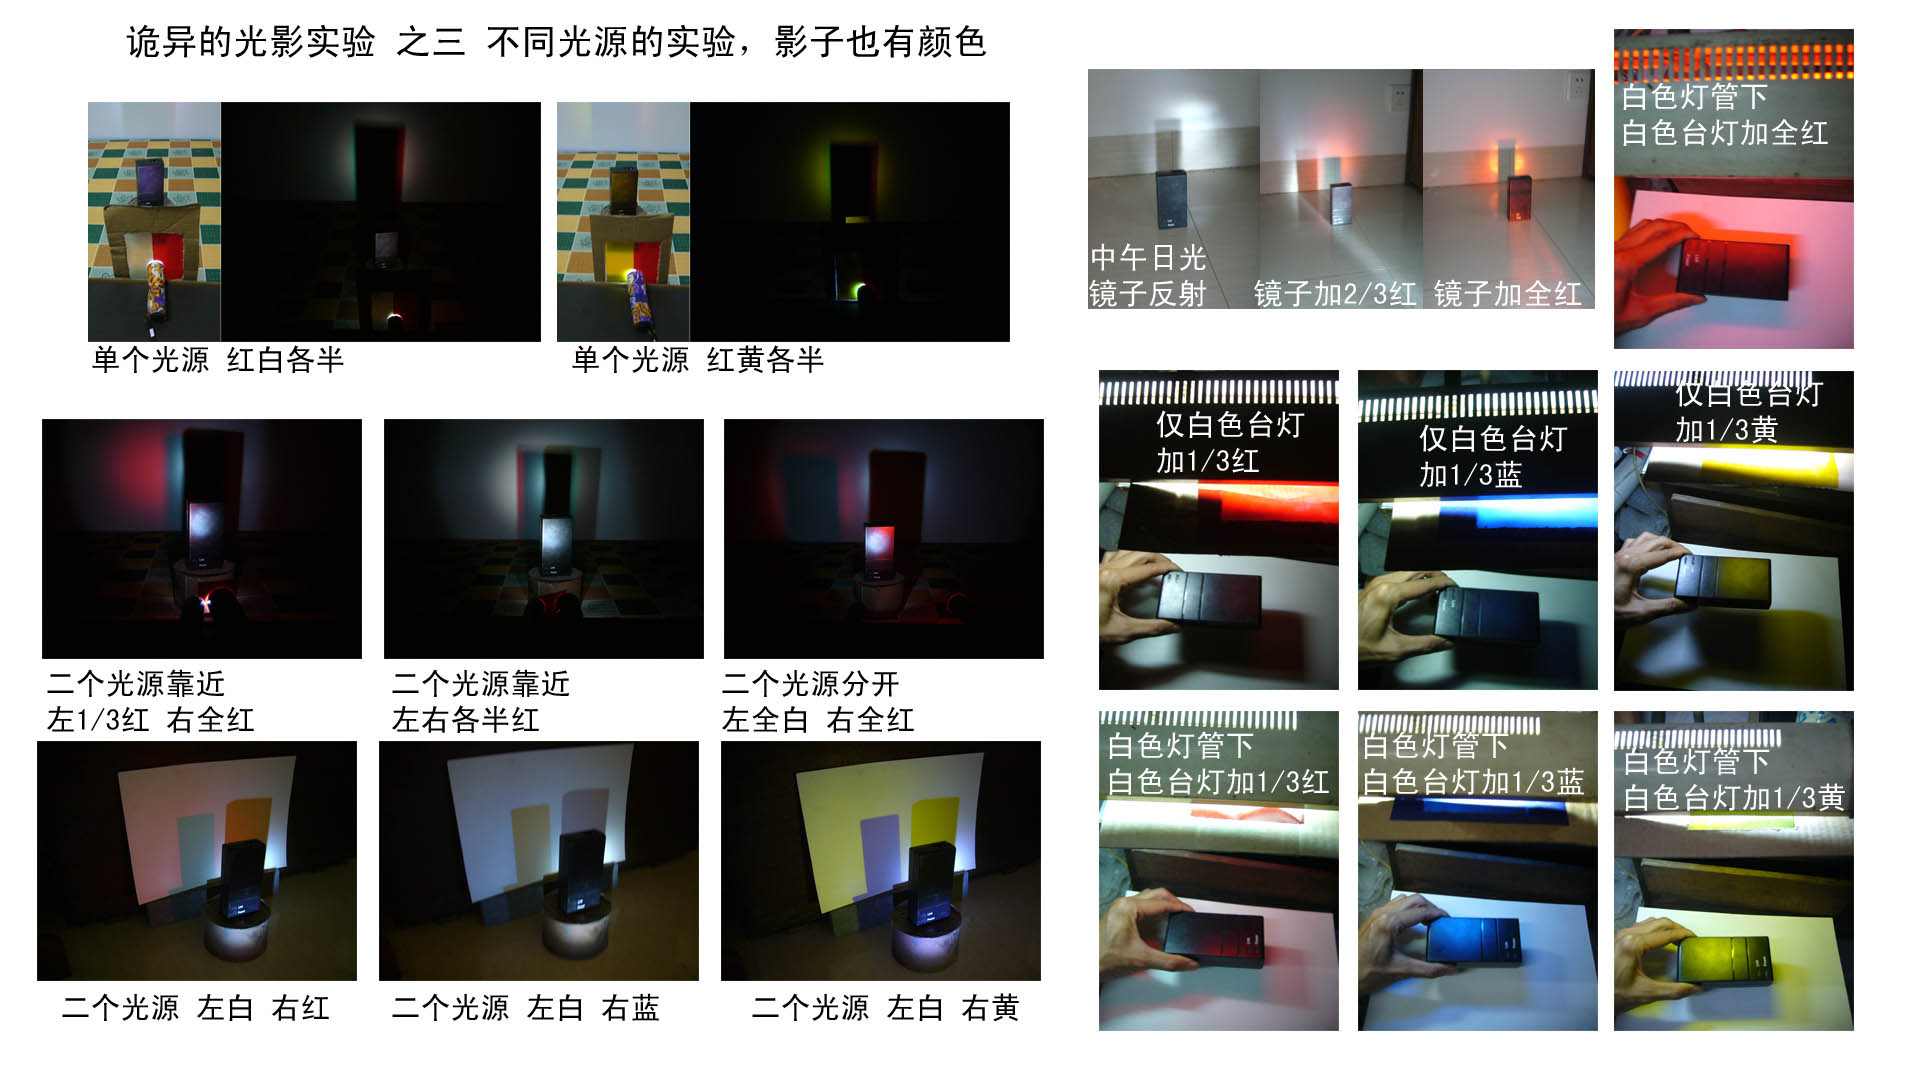 诡异的光影实验 之三 不同光源的实验，影子也有颜色
单个光源 红白各半
单个光源 红黄各半
中午日光
镜子反射
镜子加2/3红
镜子加全红
白色灯管下
白色台灯加全红
二个光源靠近
左1/3红 右全红
二个光源靠近
左右各半红
二个光源分开
左全白 右全红
仅白色台灯
加1/3红
仅白色台灯
加1/3蓝
仅白色台灯
加1/3黄
二个光源 左白 右红
二个光源 左白 右蓝
二个光源 左白 右黄
白色灯管下
白色台灯加1/3红
白色灯管下
白色台灯加1/3蓝
白色灯管下
白色台灯加1/3黄